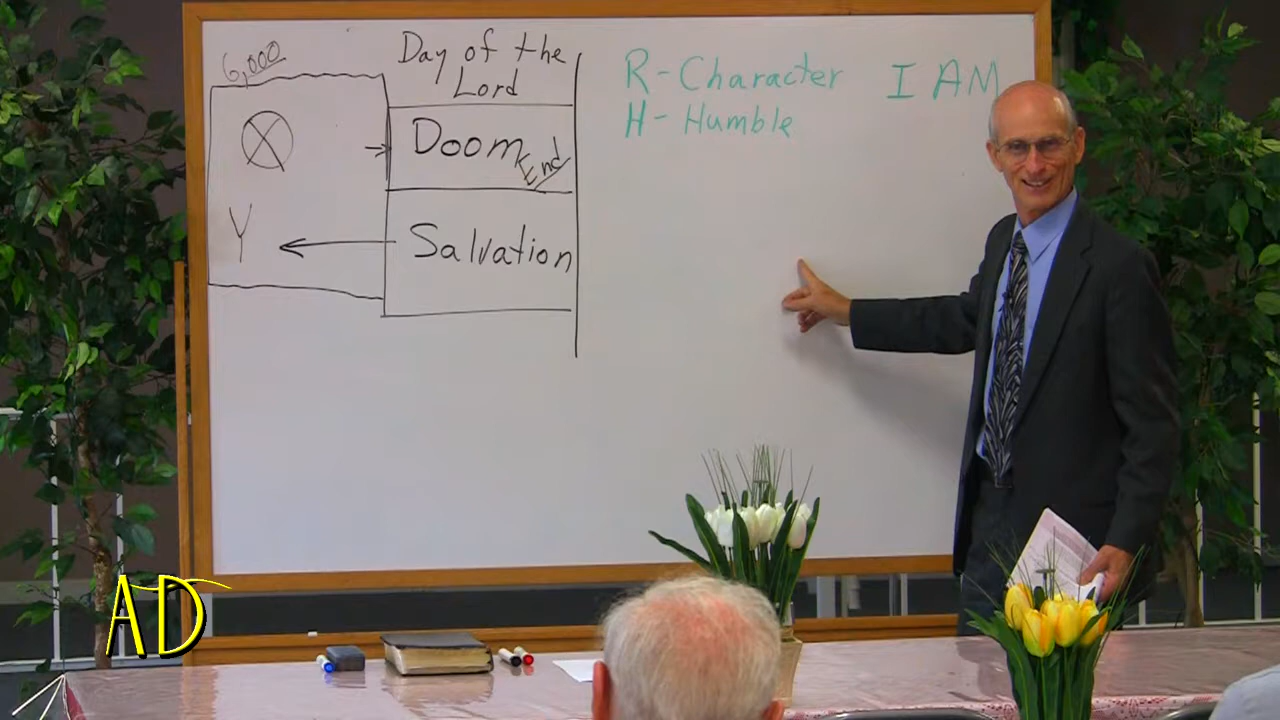 6,000
Day of the
Lord
Doom
End
Y
Salvation
R-Character I AM
H-Humble
AD